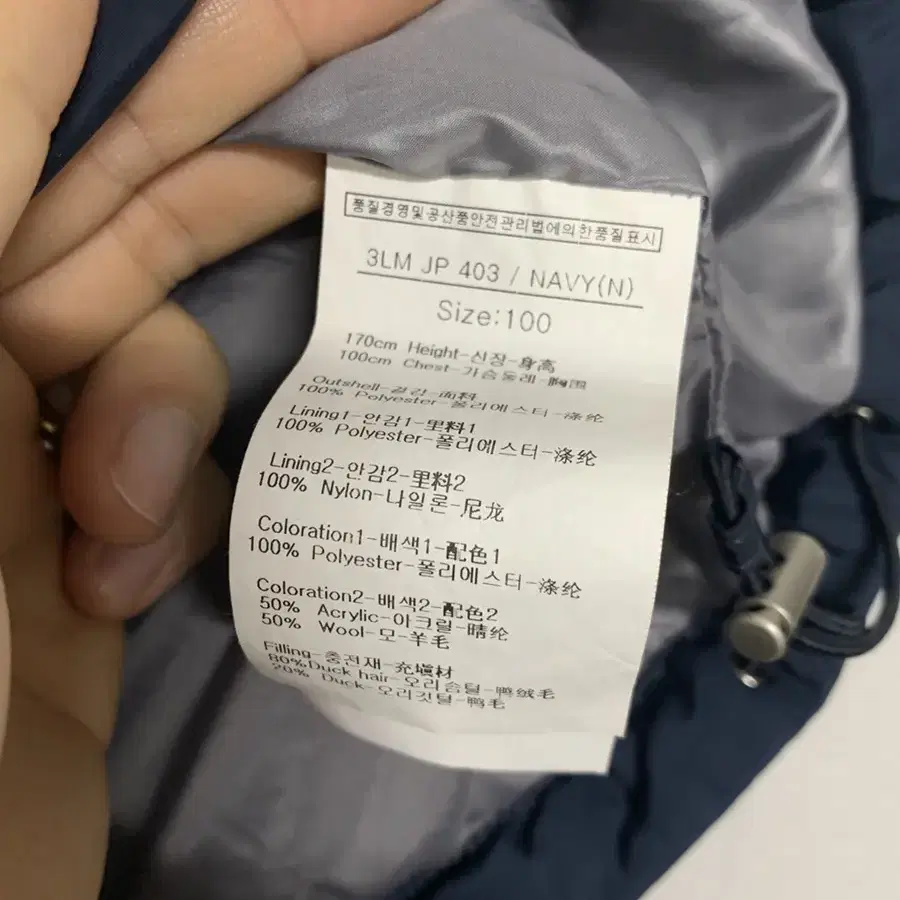 품질경영및공산품안전관리법에의한품질표시
3LM JP 403 / NAVY(N)
Size:100
170cm Height-신장-身高
100cm Chest-가슴둘레-胸围
Outshell-겉감-面料
100% Polyester-폴리에스터-涤纶
Lining1-안감1-里料1
100% Polyester-폴리에스터-涤纶
Lining2-안감2-里料2
100% Nylon-나일론-尼龙
Coloration1-배색1-配色1
100% Polyester-폴리에스터-涤纶
Coloration2-배색2-配色2
50% Acrylic-아크릴-晴纶
50% Wool-모-羊毛
Filling-충전재-充塡材
80%Duck hair-오리솜털-鸭绒毛
20% Duck-오리깃털-鸭毛